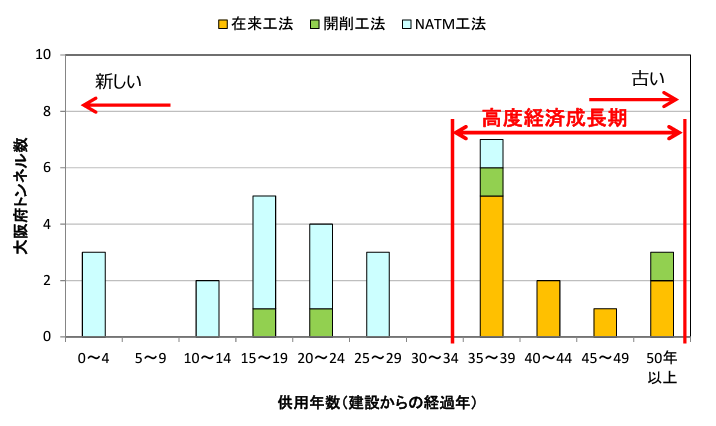 在来工法 開削工法 NATM工法
10
8
6
4
2
0
大阪府トンネル数
新しい
古い
高度経済成長期
0～4 5～9 10～14 15～19 20～24 25～29 30～34 35～39 40～44 45～49 50年
以上
供用年数（建設からの経過年）